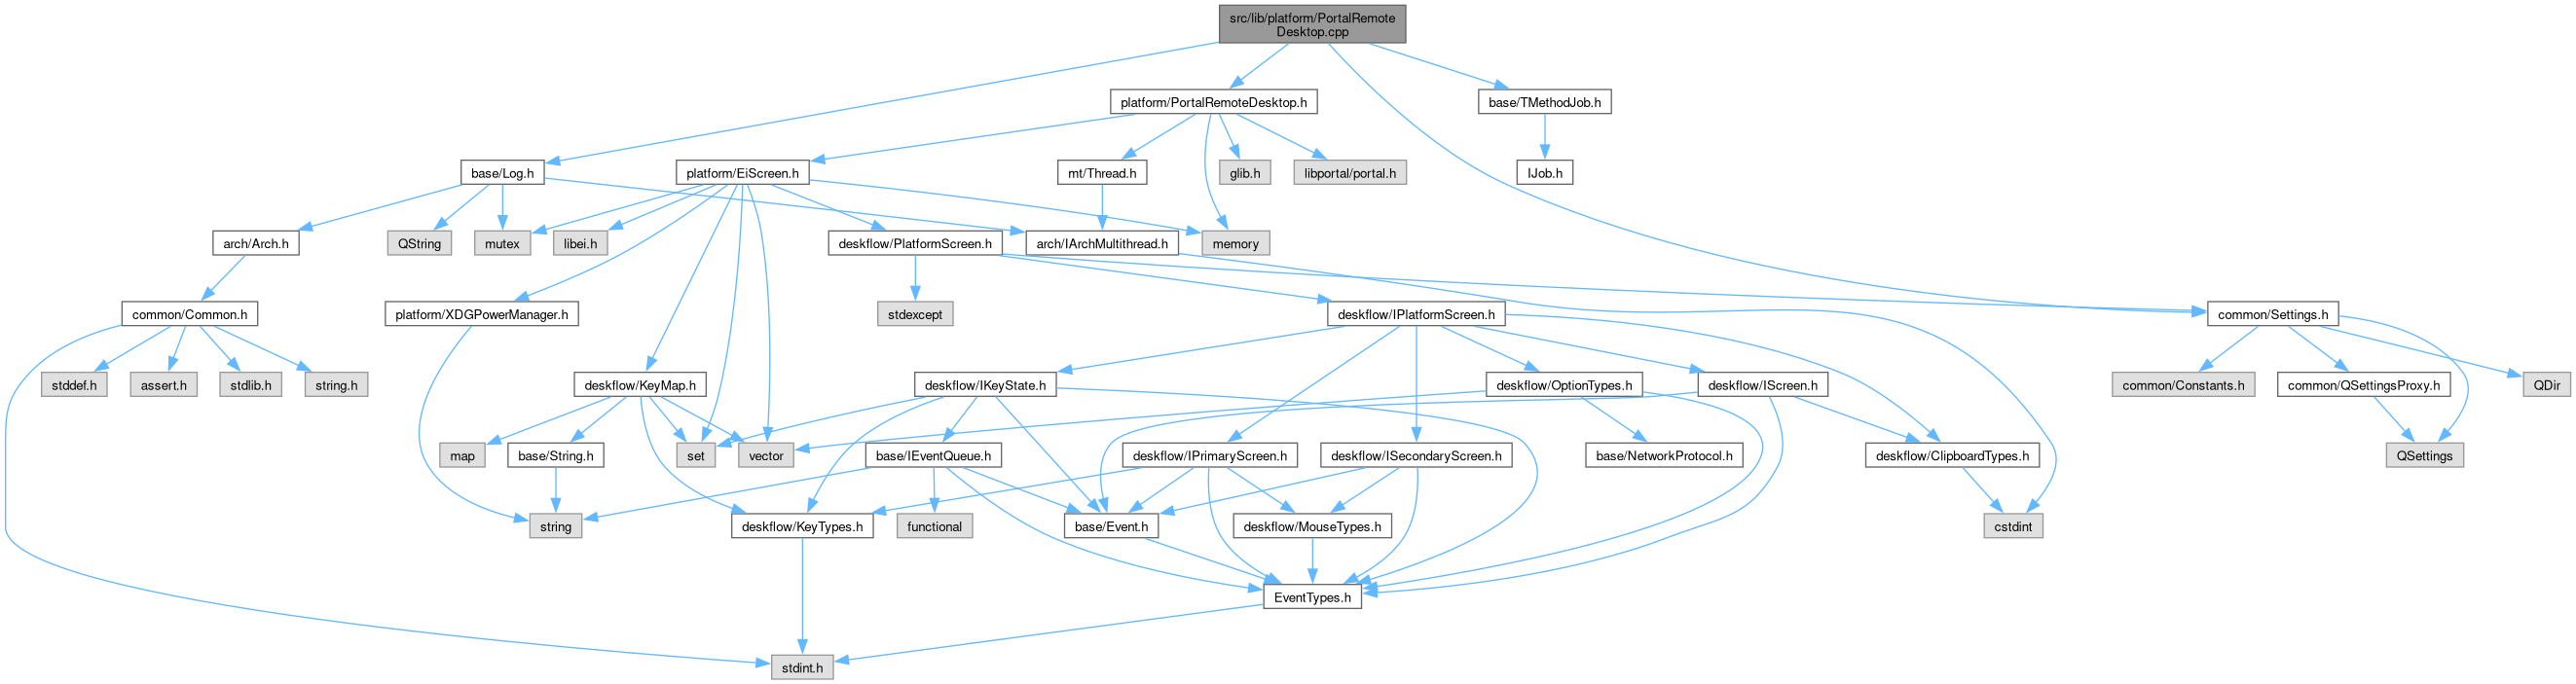 src/lib/platform/PortalRemote
Desktop.cpp
platform/PortalRemoteDesktop.h
base/TMethodJob.h
base/Log.h
platform/EiScreen.h
mt/Thread.h
glib.h
libportal/portal.h
IJob.h
arch/Arch.h
QString
mutex
libei.h
deskflow/PlatformScreen.h
arch/IArchMultithread.h
memory
common/Common.h
platform/XDGPowerManager.h
stdexcept
deskflow/IPlatformScreen.h
common/Settings.h
stddef.h
assert.h
stdlib.h
string.h
deskflow/KeyMap.h
deskflow/IKeyState.h
deskflow/OptionTypes.h
deskflow/IScreen.h
common/Constants.h
common/QSettingsProxy.h
QDir
map
base/String.h
set
vector
base/IEventQueue.h
deskflow/IPrimaryScreen.h
deskflow/ISecondaryScreen.h
base/NetworkProtocol.h
deskflow/ClipboardTypes.h
QSettings
string
deskflow/KeyTypes.h
functional
base/Event.h
deskflow/MouseTypes.h
cstdint
EventTypes.h
stdint.h